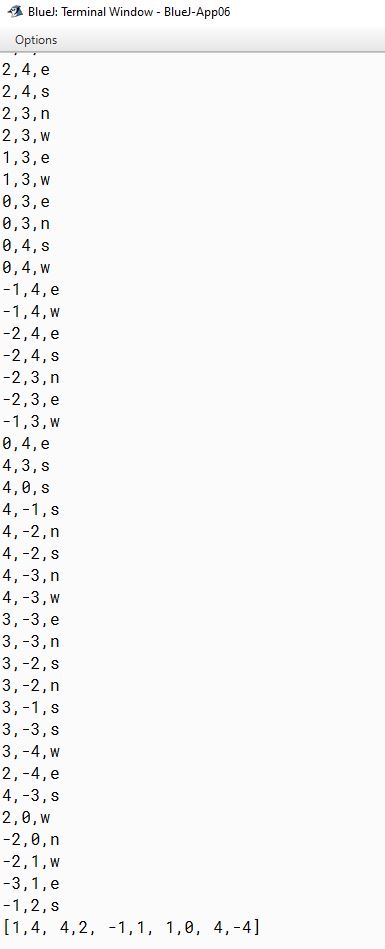 BlueJ: Terminal Window - BlueJ-App06
Options
2,4,e
2,4,s
2,3,n
2,3,w
1,3,e
1,3,w
0,3,e
0,3,n
0,4,s
0,4,w
-1,4,e
-1,4,w
-2,4,e
-2,4,s
-2,3,n
-2,3,e
-1,3,w
0,4,e
4,3,s
4,0,s
4,-1,s
4,-2,n
4,-2,s
4,-3,n
4,-3,w
3,-3,e
3,-3,n
3,-2,s
3,-2,n
3,-1,s
3,-3,s
3,-4,w
2,-4,e
4,-3,s
2,0,w
-2,0,n
-2,1,w
-3,1,e
-1,2,s
[1,4, 4,2, -1,1, 1,0, 4,-4]